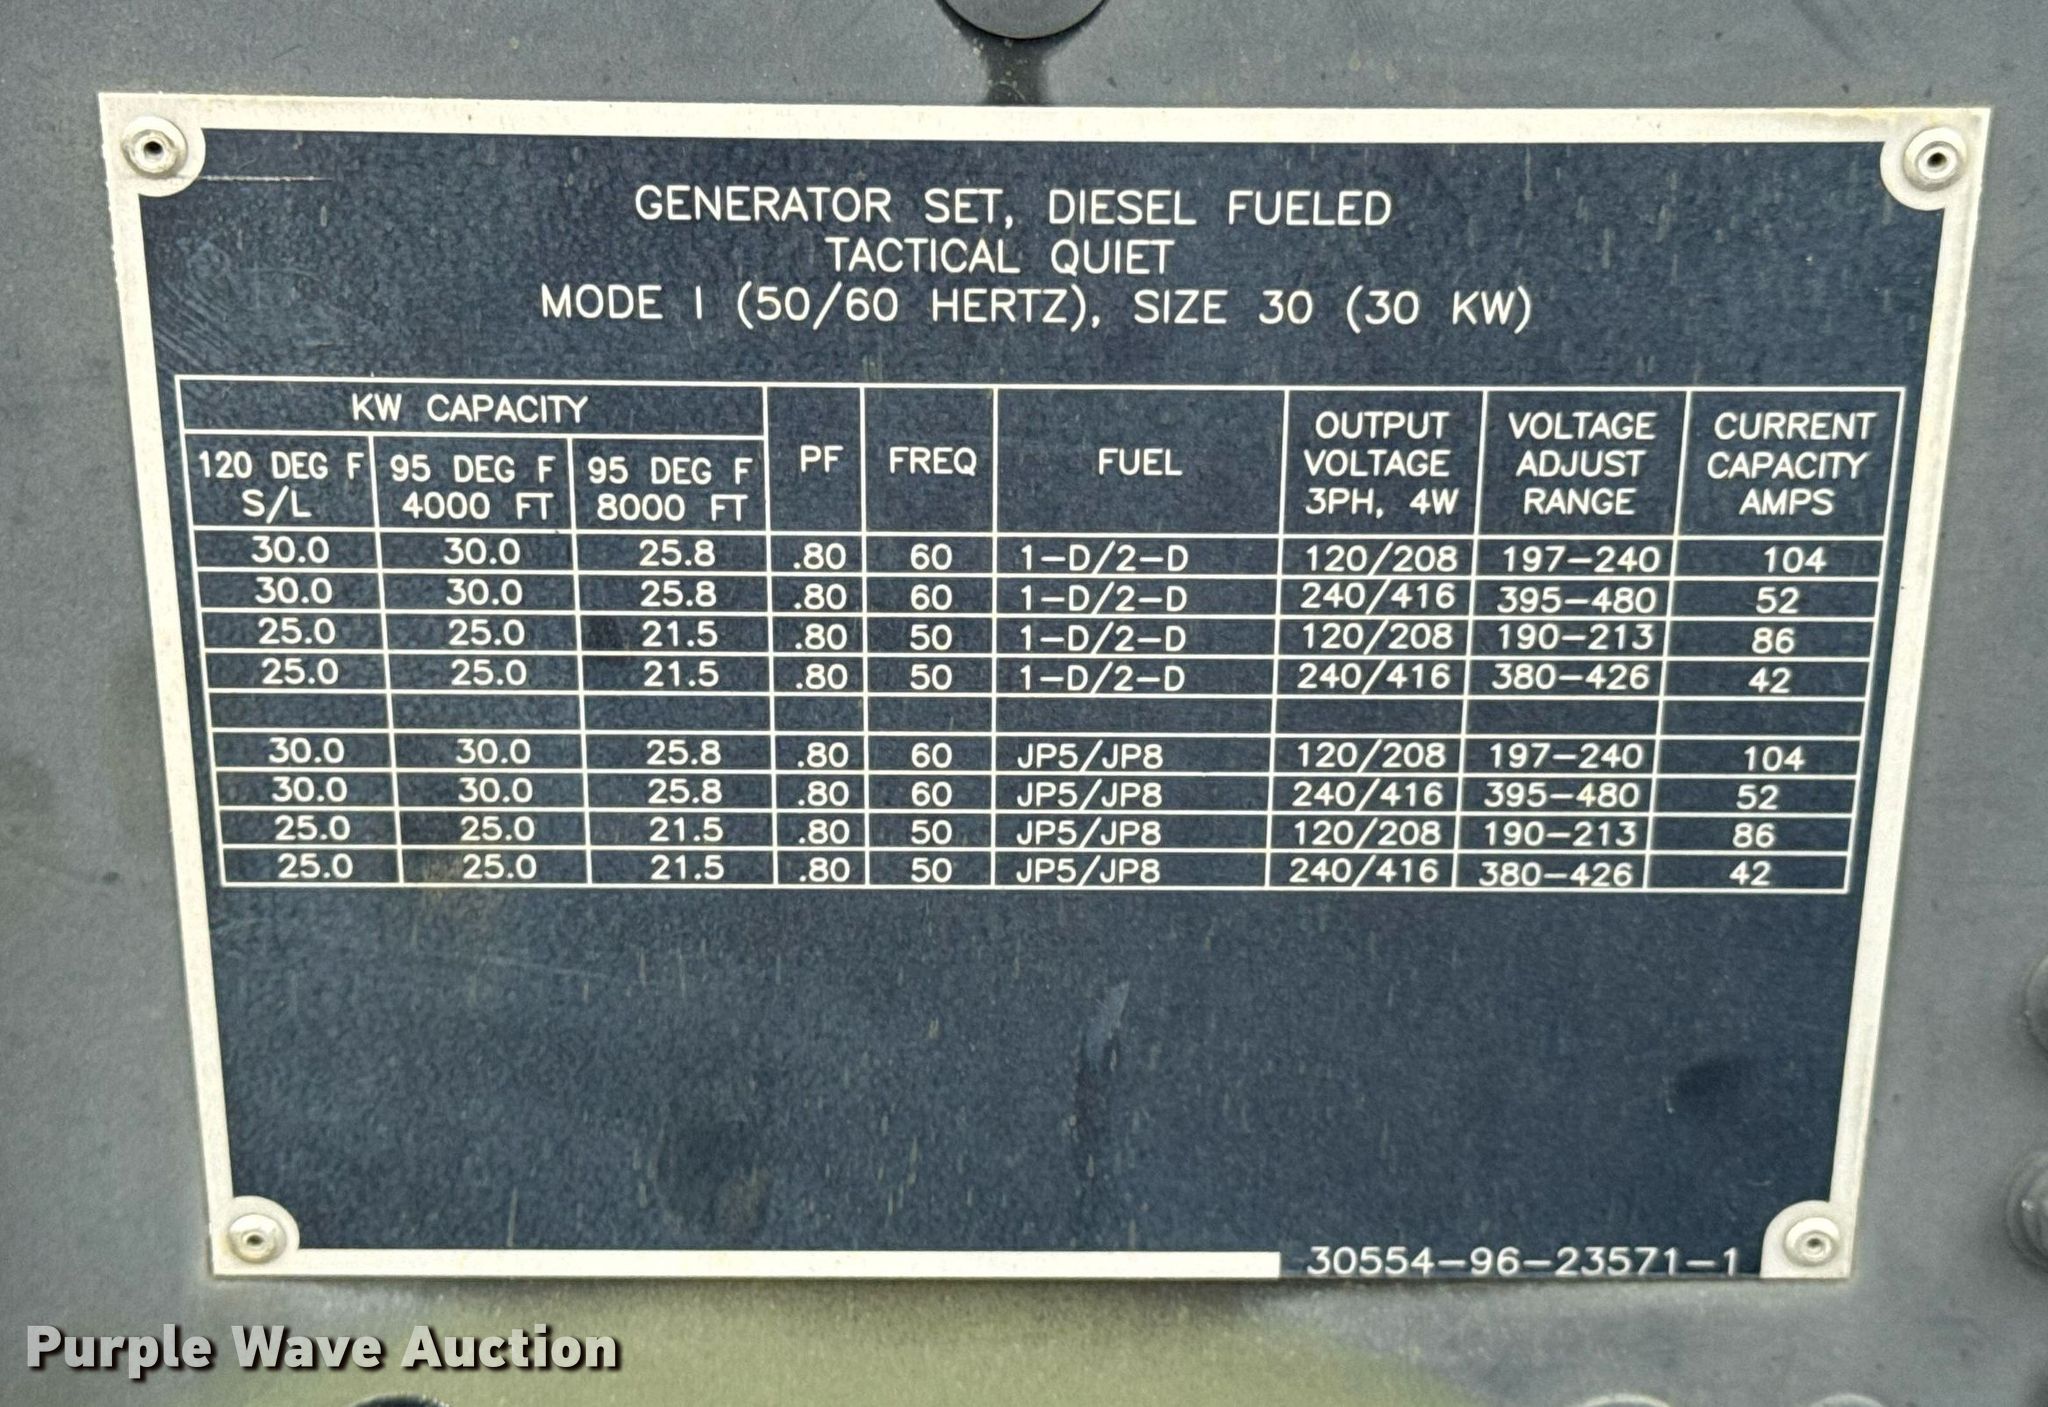 GENERATOR SET, DIESEL FUELED
TACTICAL QUIET
MODE I (50/60 HERTZ), SIZE 30 (30 KW)
KW CAPACITY
120 DEG F S/L 95 DEG F 4000 FT 95 DEG F 8000 FT PF FREQ FUEL OUTPUT VOLTAGE 3PH, 4W VOLTAGE ADJUST RANGE CURRENT CAPACITY AMPS
30.0 30.0 25.8 .80 60 1-D/2-D 120/208 197-240 104
30.0 30.0 25.8 .80 60 1-D/2-D 240/416 395-480 52
25.0 25.0 21.5 .80 50 1-D/2-D 120/208 190-213 86
25.0 25.0 21.5 .80 50 1-D/2-D 240/416 380-426 42
30.0 30.0 25.8 .80 60 JP5/JP8 120/208 197-240 104
30.0 30.0 25.8 .80 60 JP5/JP8 240/416 395-480 52
25.0 25.0 21.5 .80 50 JP5/JP8 120/208 190-213 86
25.0 25.0 21.5 .80 50 JP5/JP8 240/416 380-426 42
30554-96-23571-1
Purple Wave Auction